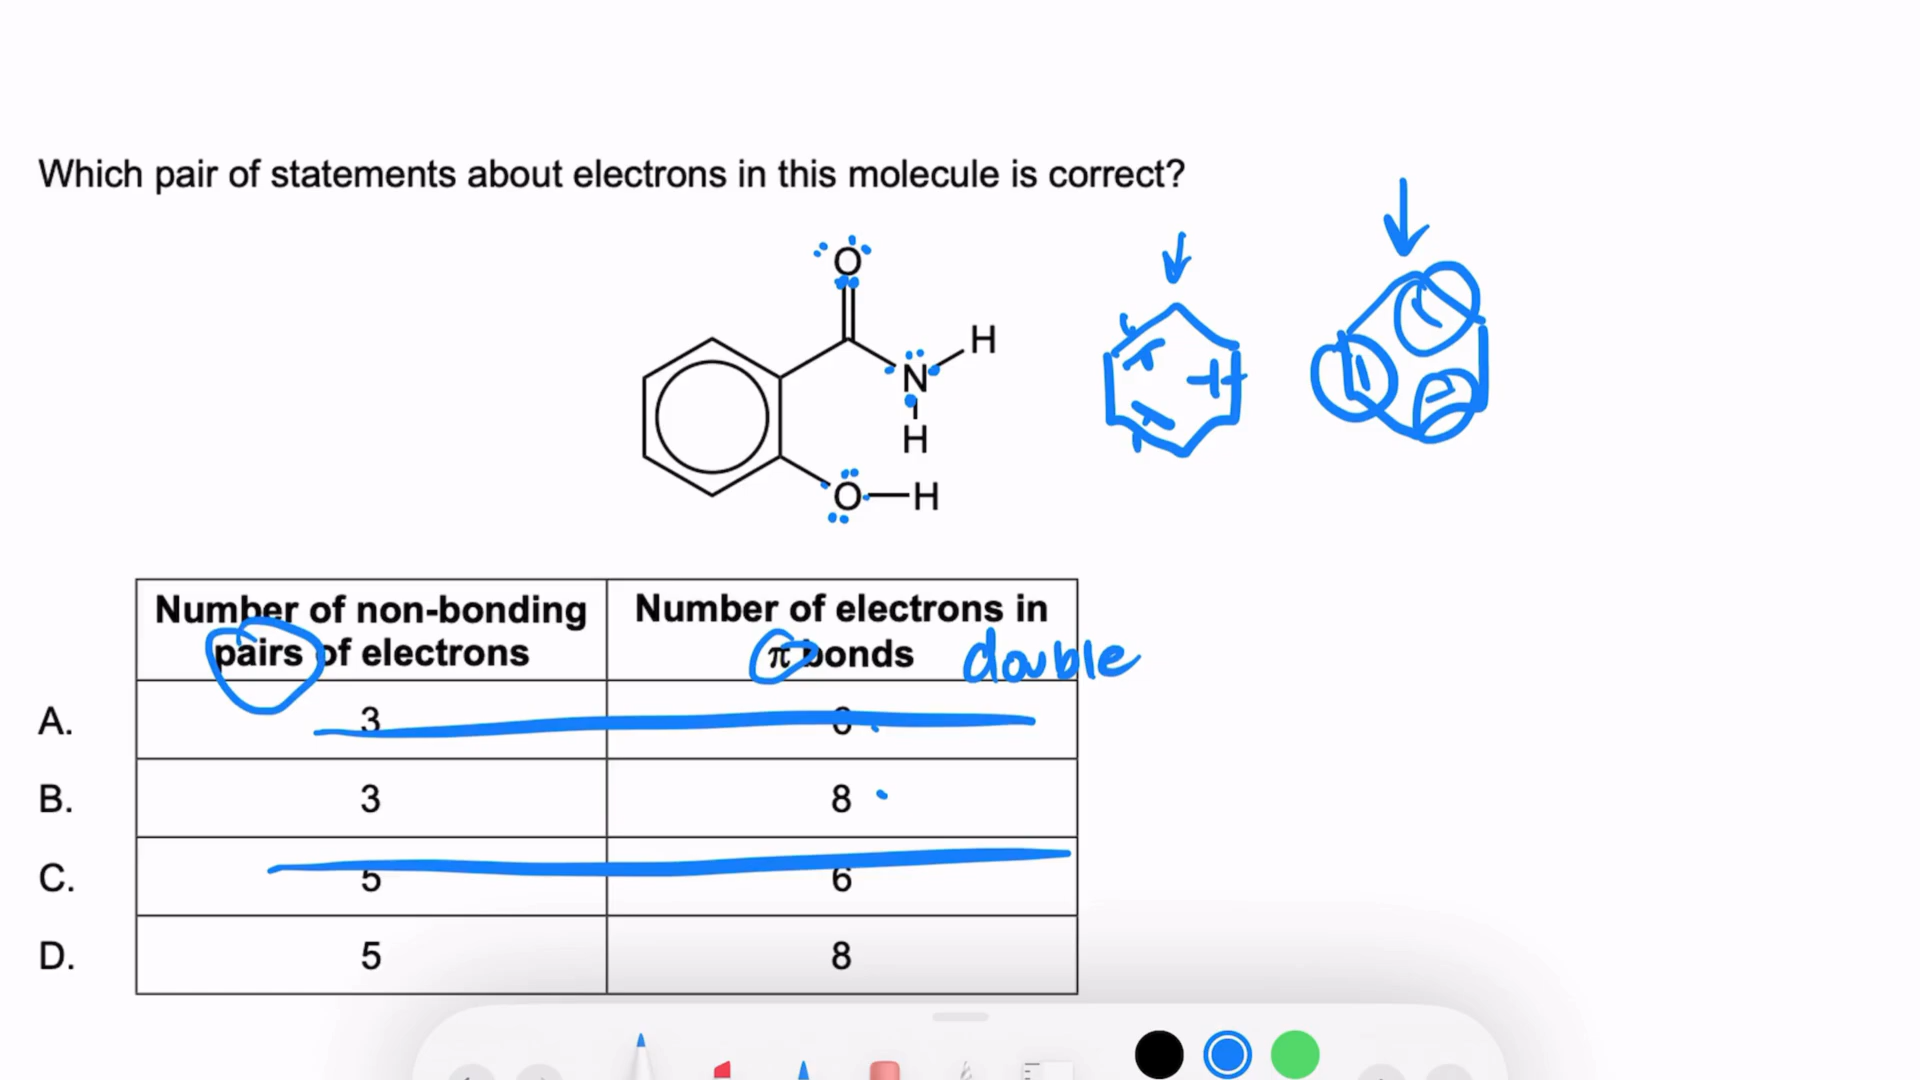 Which pair of statements about electrons in this molecule is correct?
O
H
N
H
O H
Number of non-bonding pairs of electrons
Number of electrons in π bonds
double
A. 3 6
B. 3 8
C. 5 6
D. 5 8